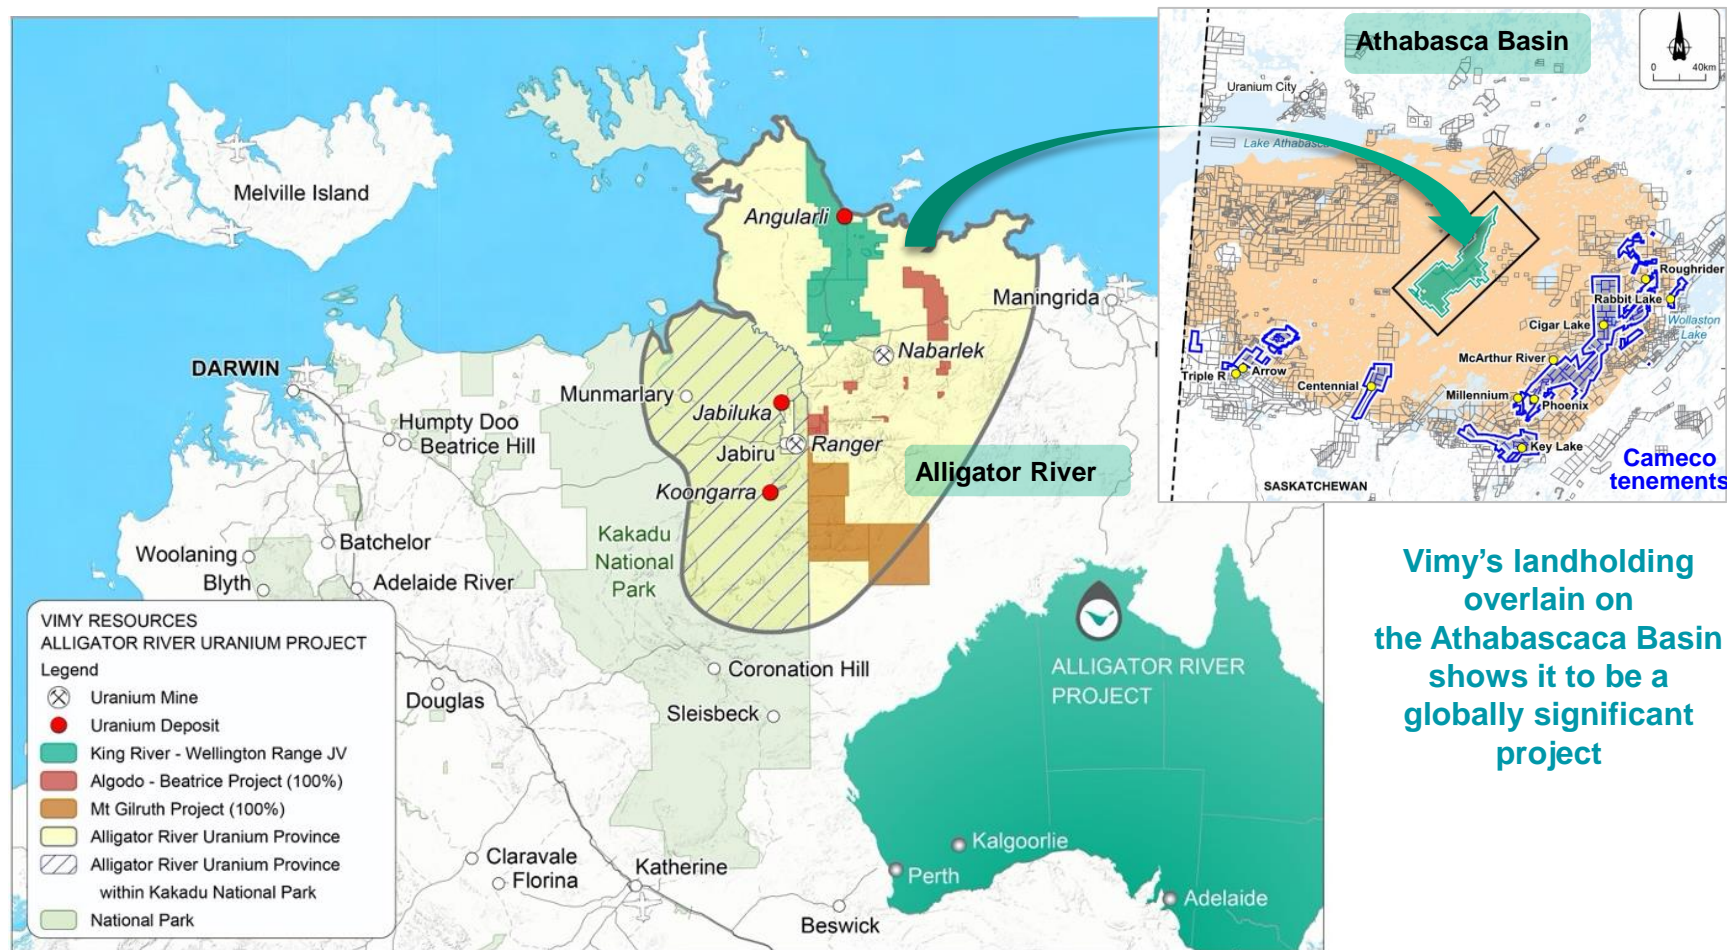 Melville Island
Angularli
Maningrida
DARWIN
Nabarlek
Munmarlary
Jabiluka
Humpty Doo
Beatrice Hill
Jabiru
Ranger
Alligator River
Koongarra
Kakadu
National
Park
Woolaning
Batchelor
Blyth
Adelaide River
VIMY RESOURCES
ALLIGATOR RIVER URANIUM PROJECT
Legend
Uranium Mine
Uranium Deposit
King River - Wellington Range JV
Algodo - Beatrice Project (100%)
Mt Gilruth Project (100%)
Alligator River Uranium Province
Alligator River Uranium Province
within Kakadu National Park
National Park
Coronation Hill
Douglas
Sleisbeck
Claravale
Florina
Katherine
Beswick
ALLIGATOR RIVER
PROJECT
Kalgoorlie
Perth
Adelaide
Athabasca Basin
N
0 40km
Uranium City
Lake Athabasca
Roughrider
Rabbit Lake
Wollaston
Lake
Cigar Lake
McArthur River
Triple R
Arrow
Centennial
Millennium
Phoenix
Key Lake
Cameco
tenements
SASKATCHEWAN
Vimy’s landholding
overlain on
the Athabascaca Basin
shows it to be a
globally significant
project